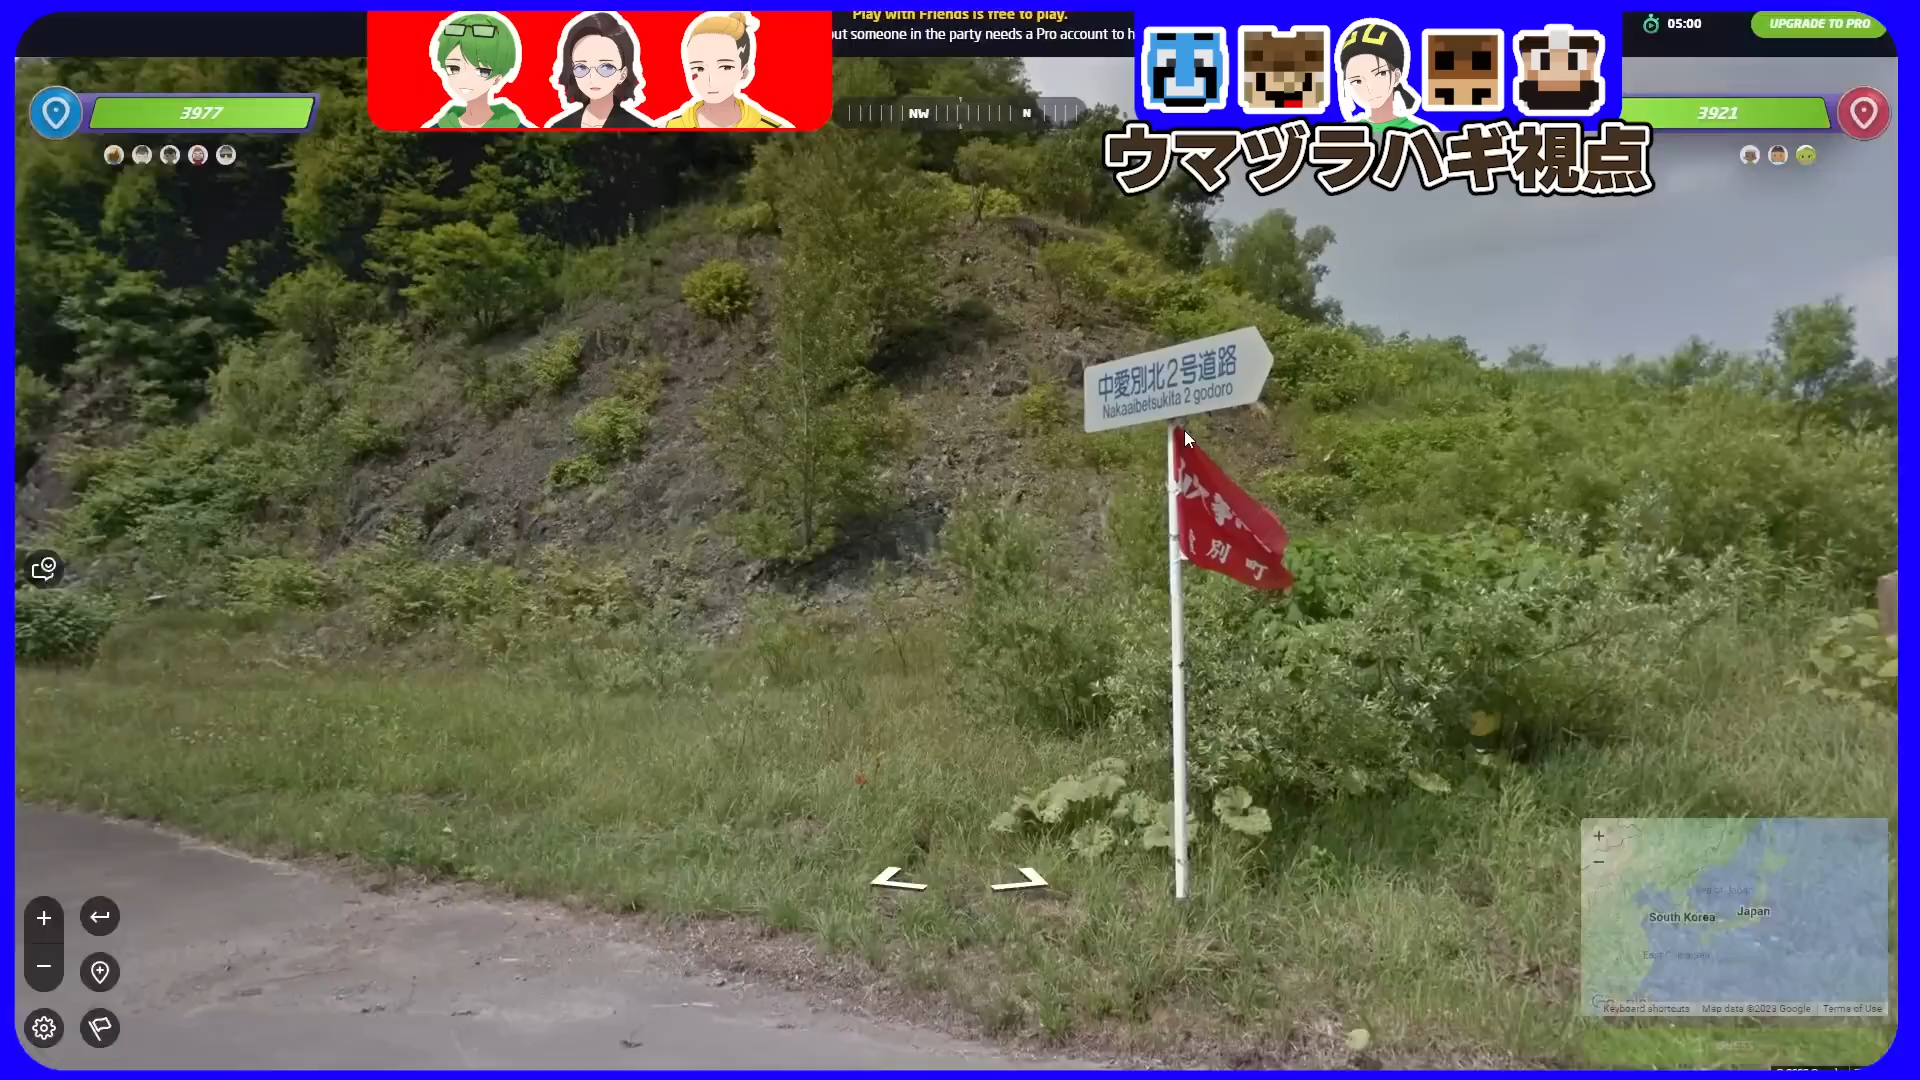 Play with Friends is free to play.
out someone in the party needs a Pro account to h
05:00
UPGRADE TO PRO
3977
NW
N
3921
ウマヅラハギ視点
中愛別北2号道路
Nakaaibetsukita 2 godoro
別町
South Korea
Japan
Keyboard shortcuts
Map data ©2023 Google
Terms of Use